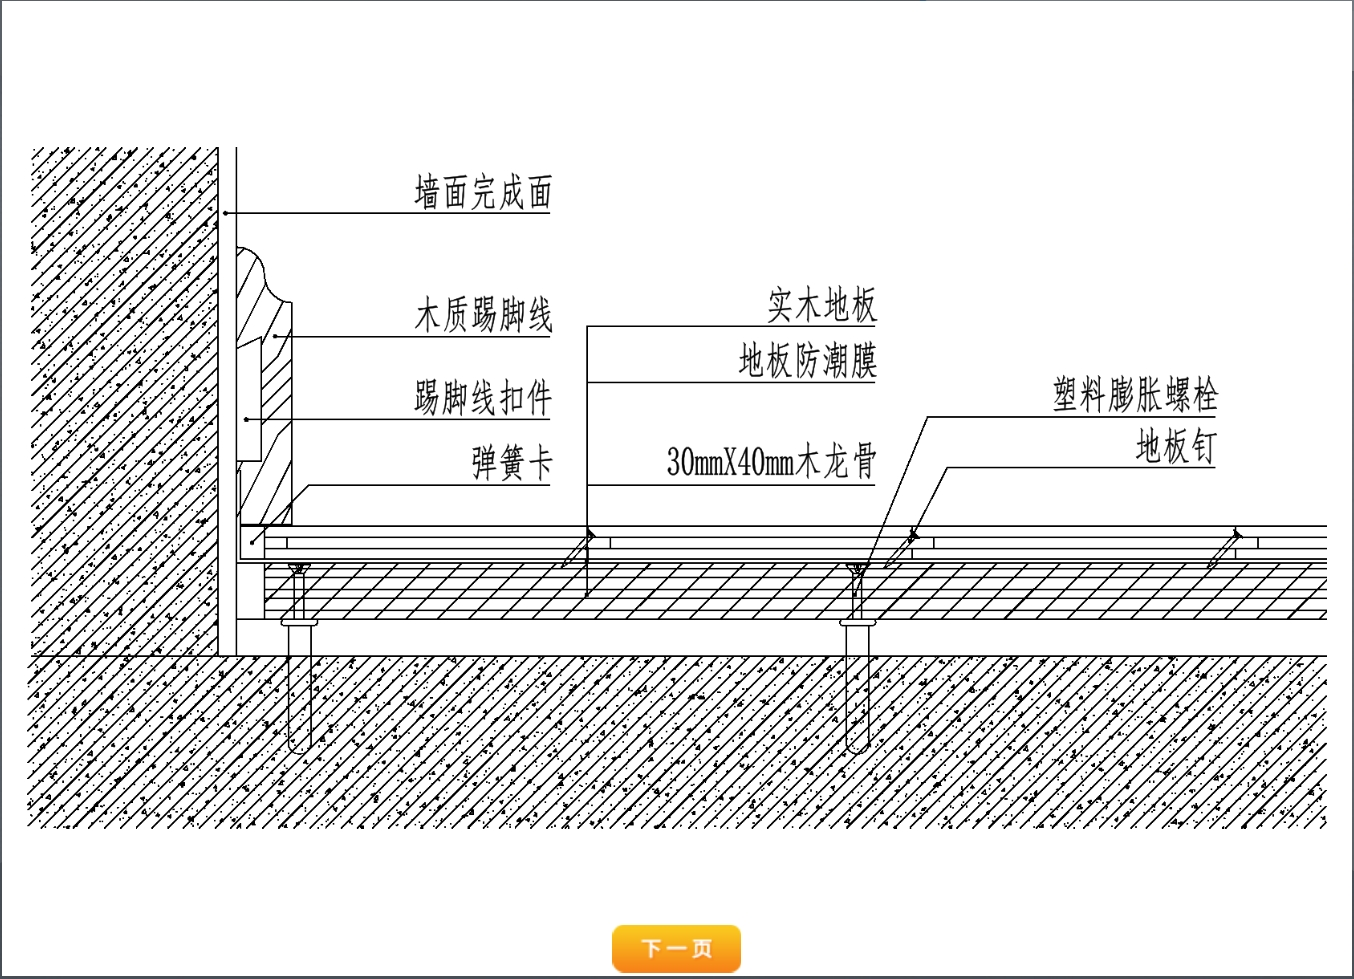 墙面完成面
木质踢脚线
踢脚线扣件
弹簧卡
实木地板
地板防潮膜
30mmX40mm木龙骨
塑料膨胀螺栓
地板钉
下一页